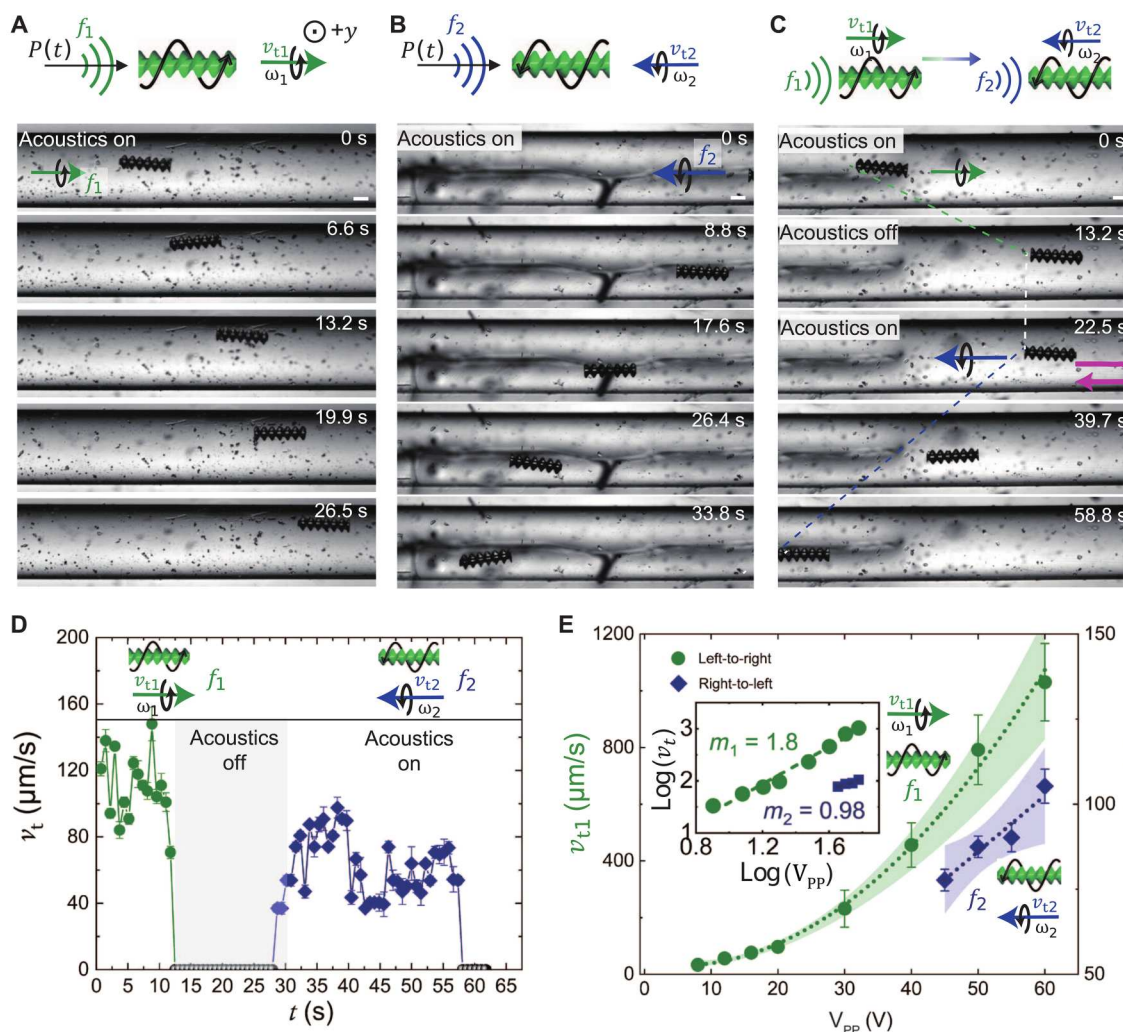 A
P(t)
f1
vt1
ω1
+y
B
P(t)
f2
vt2
ω2
C
vt1
ω1
f1
vt2
ω2
f2
Acoustics on
0 s
f1
6.6 s
13.2 s
19.9 s
26.5 s
Acoustics on
0 s
f2
8.8 s
17.6 s
26.4 s
33.8 s
Acoustics on
0 s
Acoustics off
13.2 s
Acoustics on
22.5 s
39.7 s
58.8 s
D
200
160
120
80
40
0
vt (μm/s)
vt1
ω1
f1
vt2
ω2
f2
Acoustics off
Acoustics on
0 5 10 15 20 25 30 35 40 45 50 55 60 65
t (s)
E
1200
800
400
0
vt1 (μm/s)
Left-to-right
Right-to-left
Log(vt)
3
2
1
m1 = 1.8
m2 = 0.98
0.8 1.2 1.6
Log(VPP)
vt1
ω1
f1
f2
vt2
ω2
150
100
50
0 10 20 30 40 50 60
VPP (V)